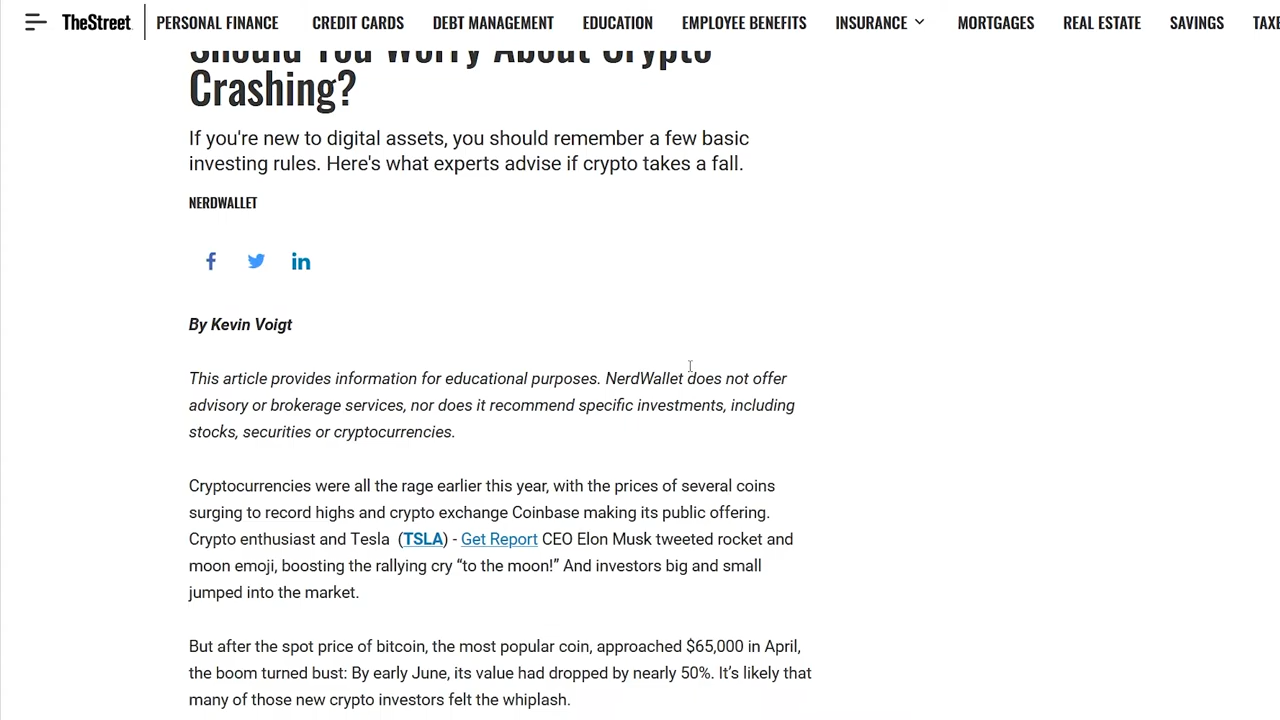 TheStreet PERSONAL FINANCE CREDIT CARDS DEBT MANAGEMENT EDUCATION EMPLOYEE BENEFITS INSURANCE MORTGAGES REAL ESTATE SAVINGS TAXE
Should You Worry About Crypto
Crashing?
If you're new to digital assets, you should remember a few basic
investing rules. Here's what experts advise if crypto takes a fall.
NERDWALLET
By Kevin Voigt
This article provides information for educational purposes. NerdWallet does not offer
advisory or brokerage services, nor does it recommend specific investments, including
stocks, securities or cryptocurrencies.
Cryptocurrencies were all the rage earlier this year, with the prices of several coins
surging to record highs and crypto exchange Coinbase making its public offering.
Crypto enthusiast and Tesla (TSLA) - Get Report CEO Elon Musk tweeted rocket and
moon emoji, boosting the rallying cry “to the moon!” And investors big and small
jumped into the market.
But after the spot price of bitcoin, the most popular coin, approached $65,000 in April,
the boom turned bust: By early June, its value had dropped by nearly 50%. It’s likely that
many of those new crypto investors felt the whiplash.